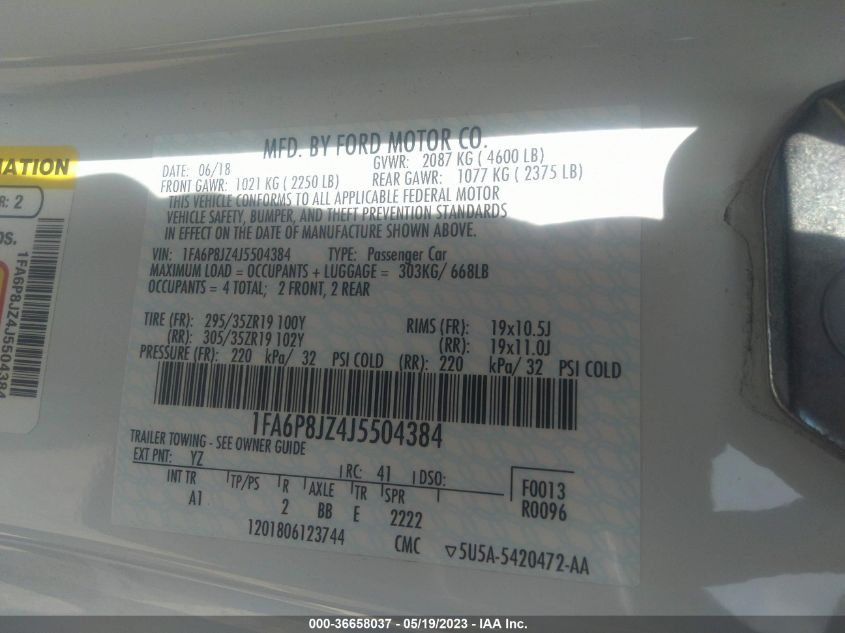 MFD. BY FORD MOTOR CO.
DATE: 06/18 GVWR: 2087 KG ( 4600 LB)
FRONT GAWR: 1021 KG ( 2250 LB) REAR GAWR: 1077 KG ( 2375 LB)
THIS VEHICLE CONFORMS TO ALL APPLICABLE FEDERAL MOTOR
VEHICLE SAFETY, BUMPER, AND THEFT PREVENTION STANDARDS
IN EFFECT ON THE DATE OF MANUFACTURE SHOWN ABOVE.
VIN: 1FA6P8JZ4J5504384 TYPE: Passenger Car
MAXIMUM LOAD = OCCUPANTS + LUGGAGE = 303KG/ 668LB
OCCUPANTS = 4 TOTAL; 2 FRONT, 2 REAR
TIRE (FR): 295/35ZR19 100Y RIMS (FR): 19x10.5J
(RR): 305/35ZR19 102Y (RR): 19x11.0J
PRESSURE (FR): 220 kPa/ 32 PSI COLD (RR): 220 kPa/ 32 PSI COLD
1FA6P8JZ4J5504384
TRAILER TOWING - SEE OWNER GUIDE
EXT PNT: YZ RC: 41 DSO:
INT TR TP/PS R AXLE TR SPR F0013
A1 2 BB E 2222 R0096
1201806123744 CMC ▽5U5A-5420472-AA
MATION
R: 2
1FA6P8JZ4J5504384
000-36658037 - 05/19/2023 - IAA Inc.